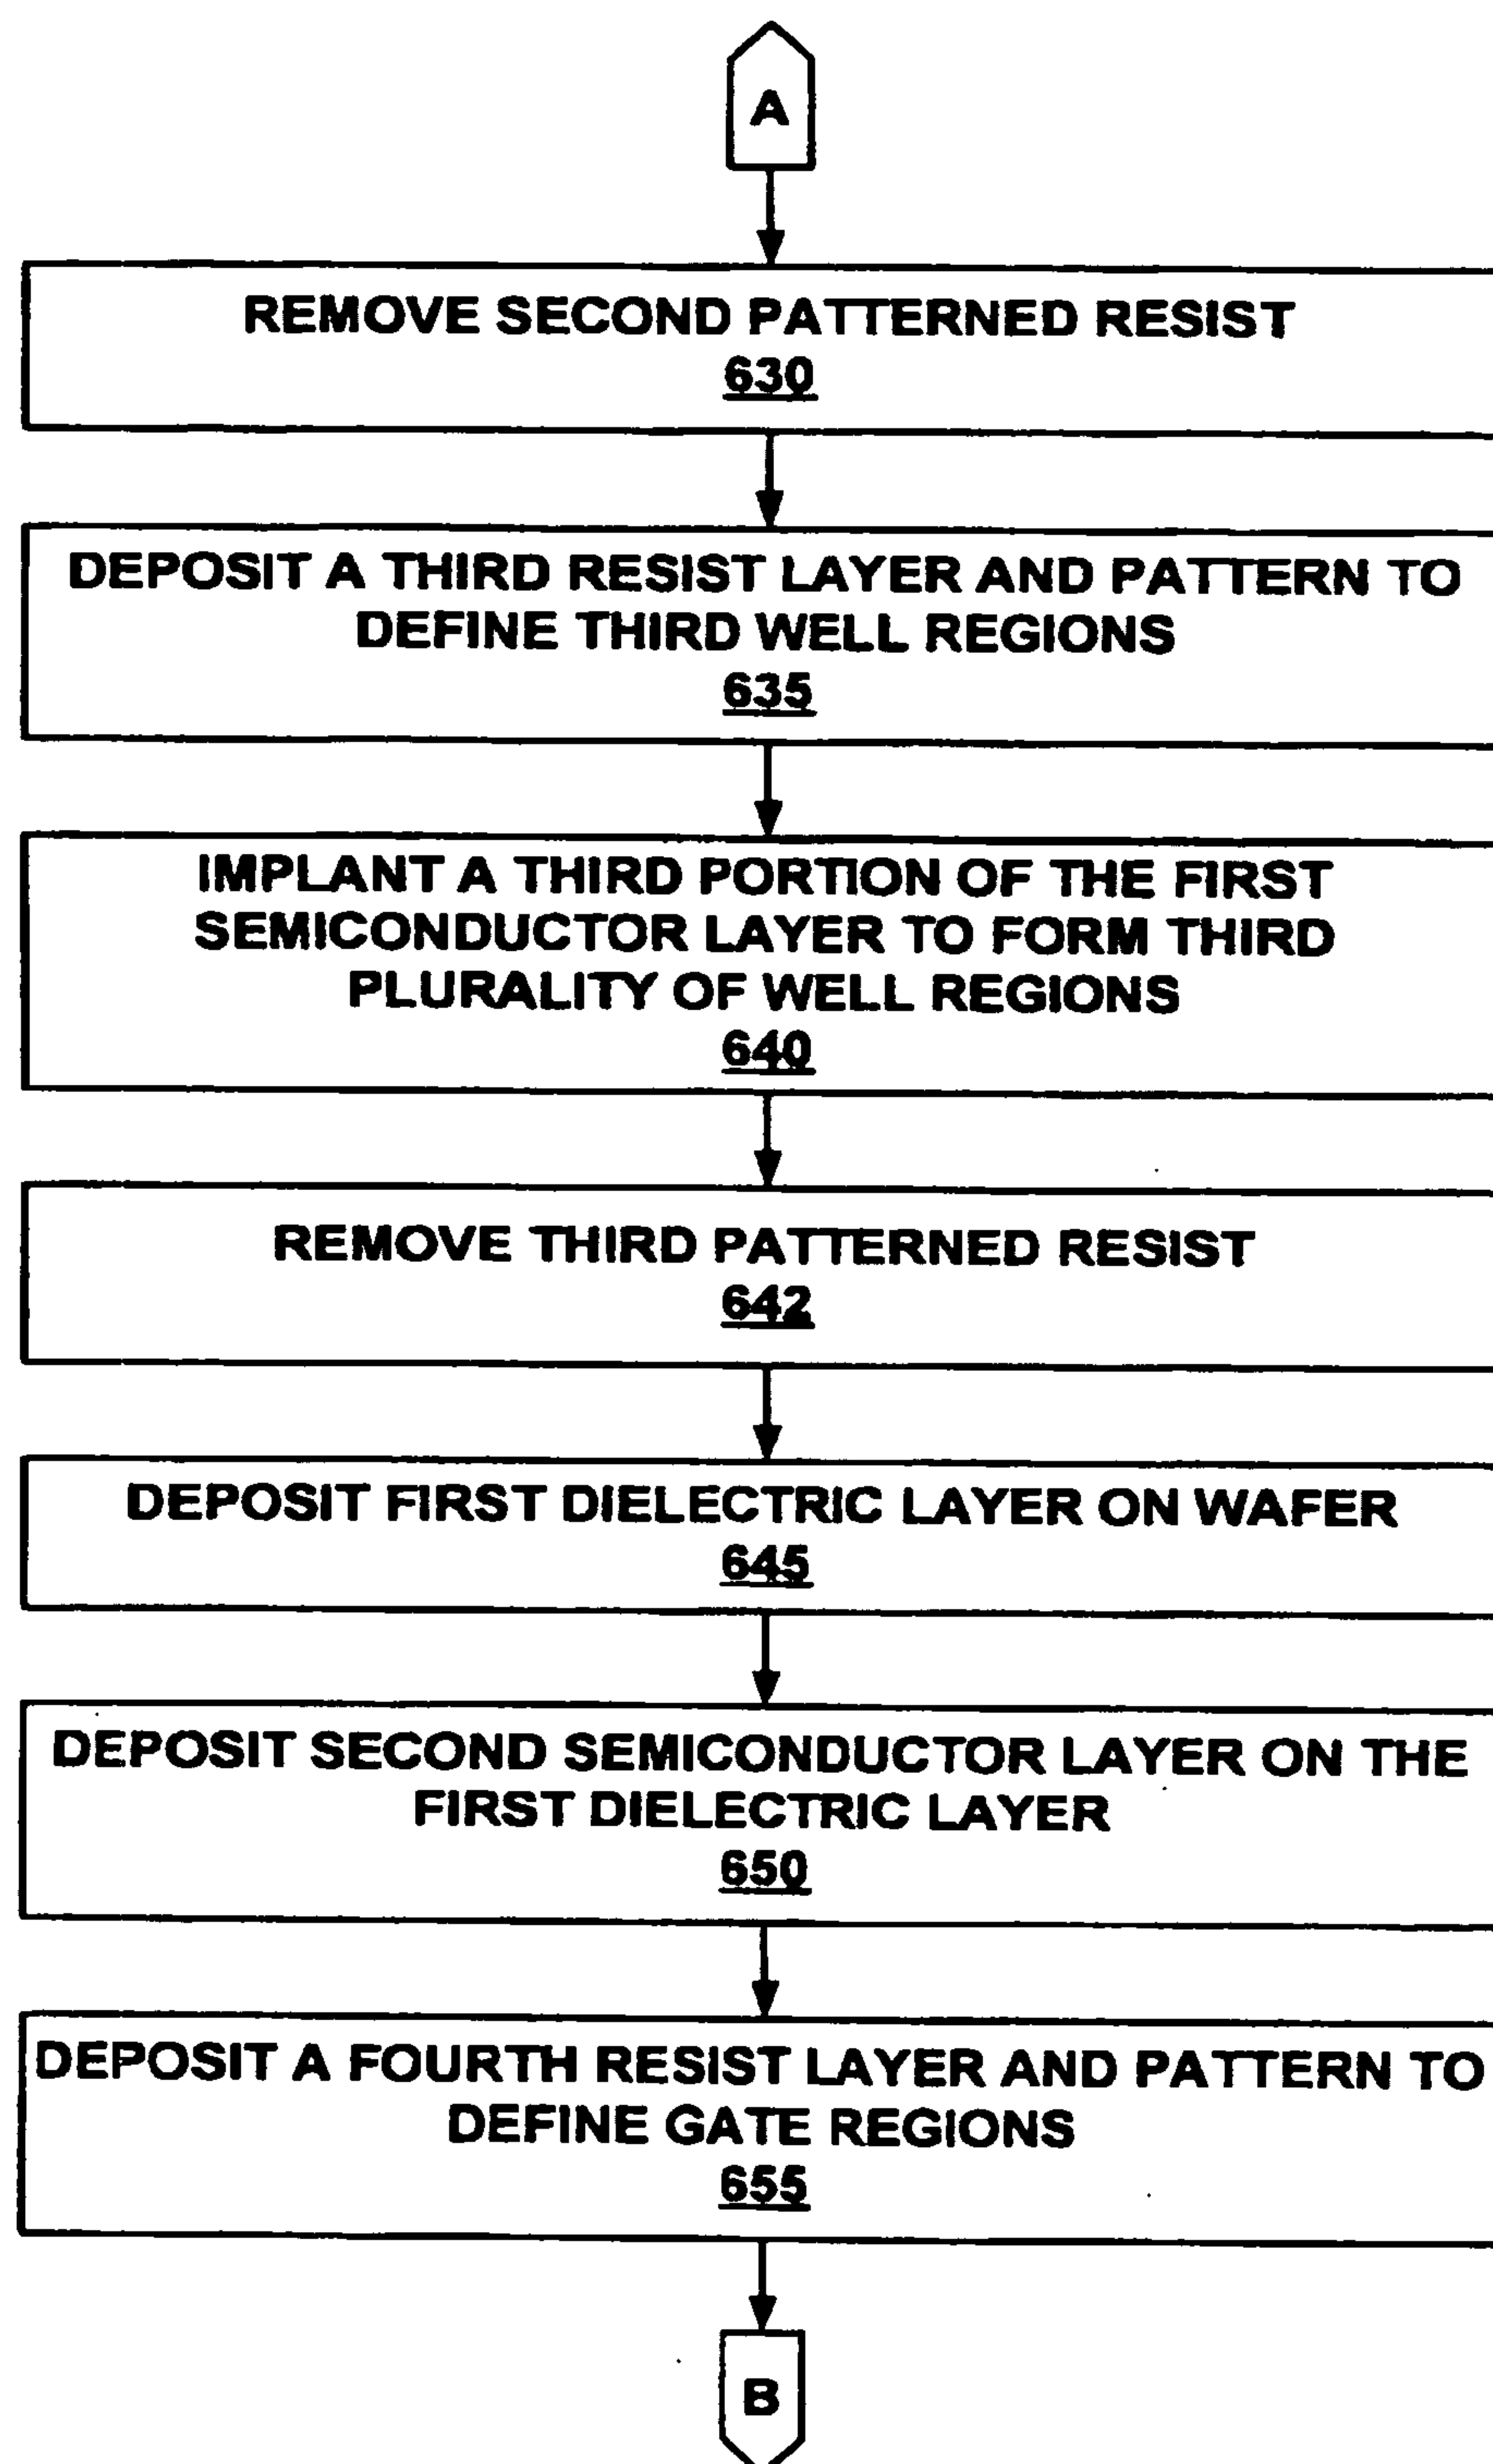 A
REMOVE SECOND PATTERNED RESIST
630
DEPOSIT A THIRD RESIST LAYER AND PATTERN TO
DEFINE THIRD WELL REGIONS
635
IMPLANT A THIRD PORTION OF THE FIRST
SEMICONDUCTOR LAYER TO FORM THIRD
PLURALITY OF WELL REGIONS
640
REMOVE THIRD PATTERNED RESIST
642
DEPOSIT FIRST DIELECTRIC LAYER ON WAFER
645
DEPOSIT SECOND SEMICONDUCTOR LAYER ON THE
FIRST DIELECTRIC LAYER
650
DEPOSIT A FOURTH RESIST LAYER AND PATTERN TO
DEFINE GATE REGIONS
655
B